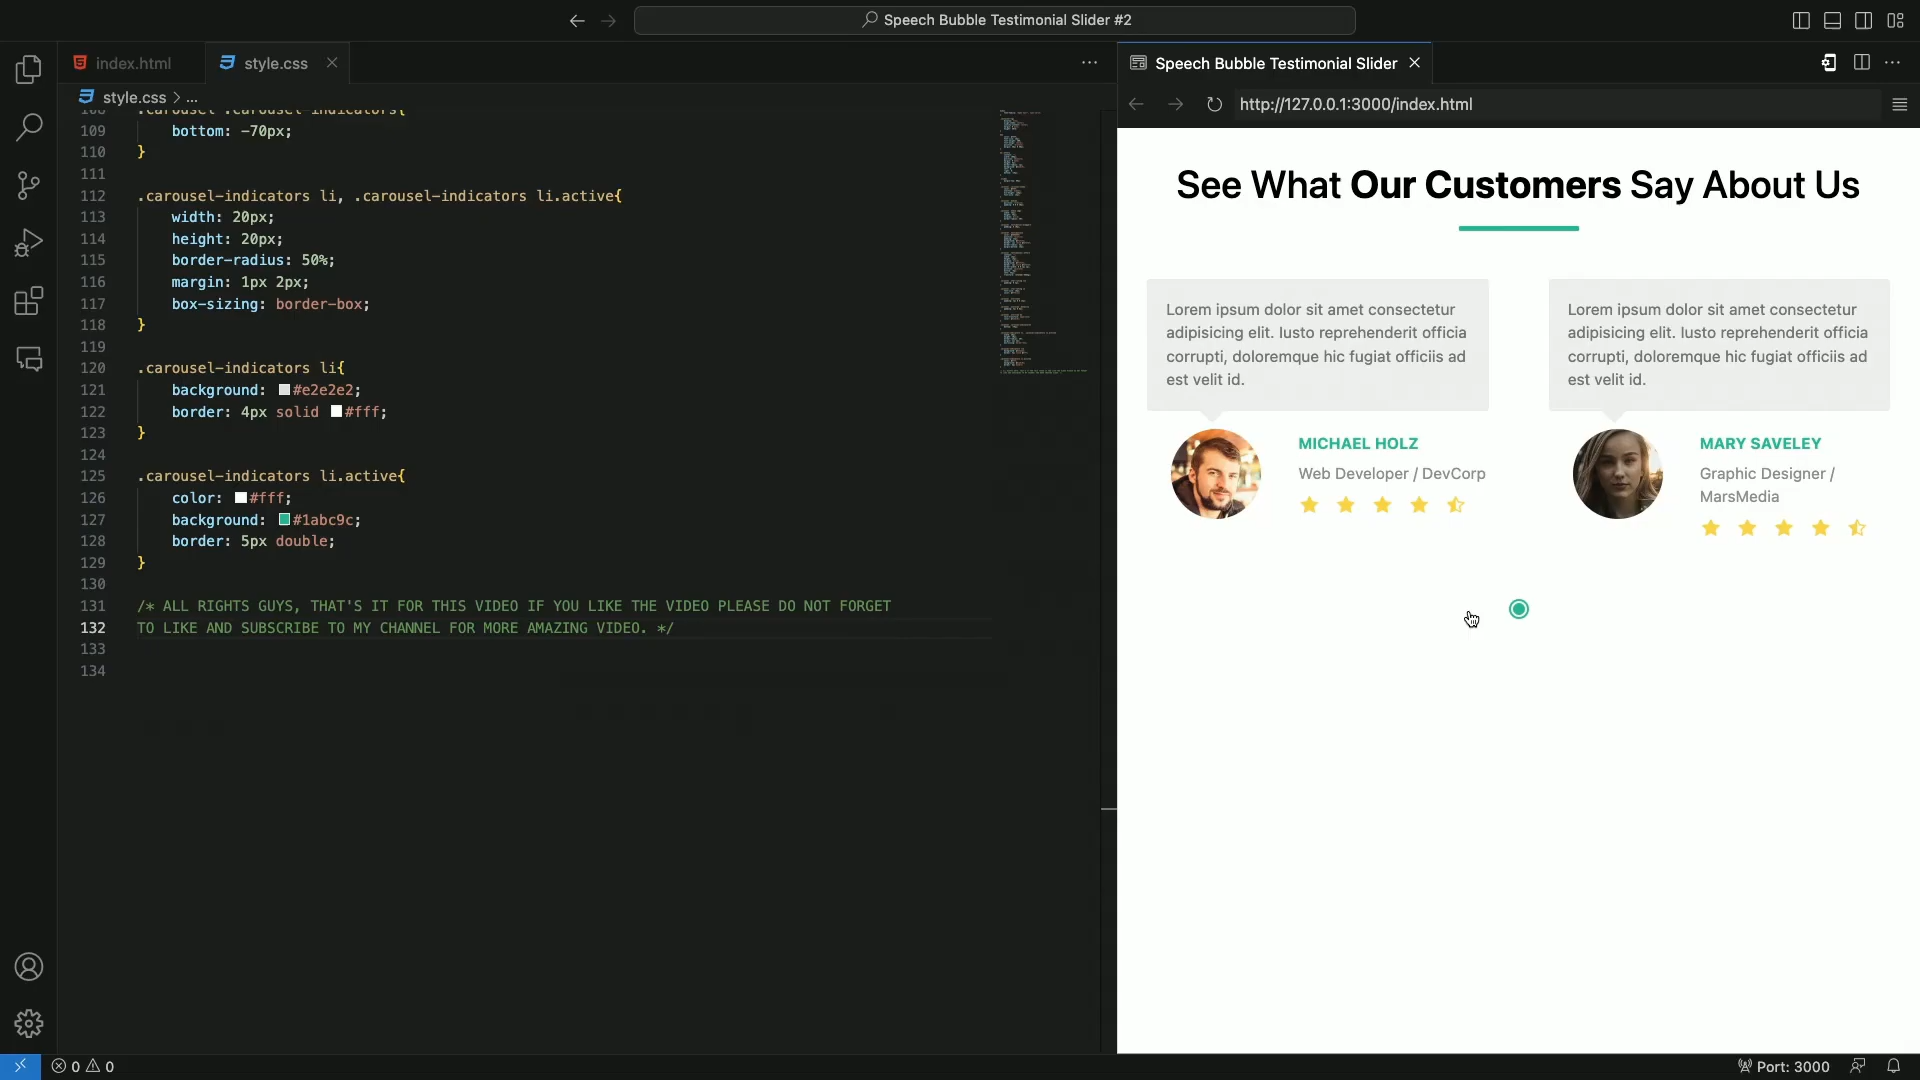 Speech Bubble Testimonial Slider #2
index.html
style.css
style.css > ...
108 .carousel .carousel-indicators{
109 bottom: -70px;
110 }
111
112 .carousel-indicators li, .carousel-indicators li.active{
113 width: 20px;
114 height: 20px;
115 border-radius: 50%;
116 margin: 1px 2px;
117 box-sizing: border-box;
118 }
119
120 .carousel-indicators li{
121 background: #e2e2e2;
122 border: 4px solid #fff;
123 }
124
125 .carousel-indicators li.active{
126 color: #fff;
127 background: #1abc9c;
128 border: 5px double;
129 }
130
131 /* ALL RIGHTS GUYS, THAT'S IT FOR THIS VIDEO IF YOU LIKE THE VIDEO PLEASE DO NOT FORGET
132 TO LIKE AND SUBSCRIBE TO MY CHANNEL FOR MORE AMAZING VIDEO. */
133
134
Speech Bubble Testimonial Slider
http://127.0.0.1:3000/index.html
See What Our Customers Say About Us
Lorem ipsum dolor sit amet consectetur
adipisicing elit. Iusto reprehenderit officia
corrupti, doloremque hic fugiat officiis ad
est velit id.
MICHAEL HOLZ
Web Developer / DevCorp
Lorem ipsum dolor sit amet consectetur
adipisicing elit. Iusto reprehenderit officia
corrupti, doloremque hic fugiat officiis ad
est velit id.
MARY SAVELEY
Graphic Designer /
MarsMedia
0 0
Port: 3000